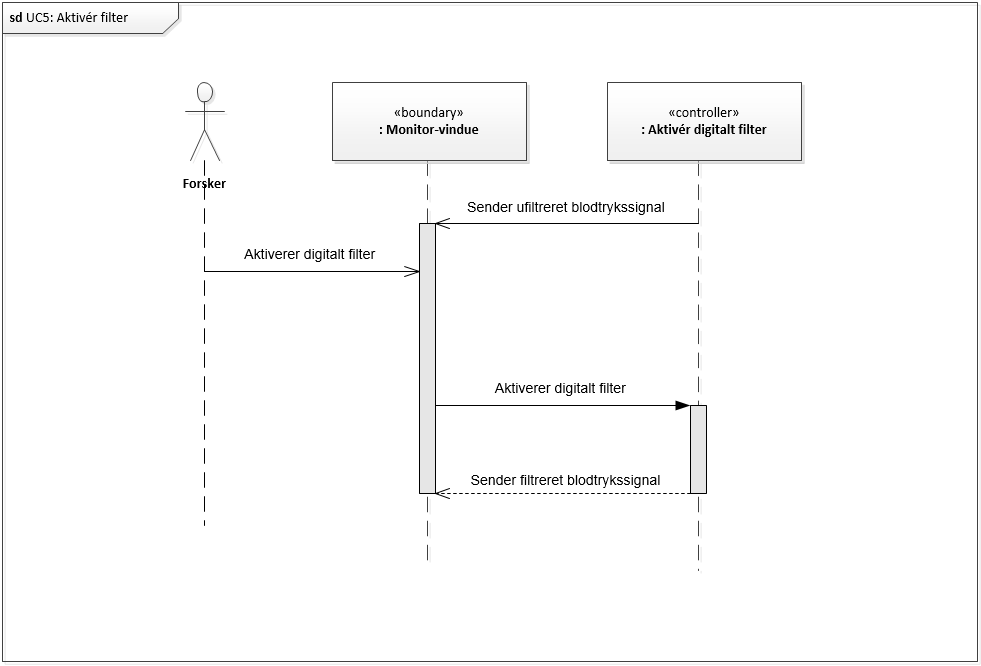 sd UC5: Aktivér filter
«boundary»
: Monitor-vindue
«controller»
: Aktivér digitalt filter
Forsker
Sender ufiltreret blodtrykssignal
Aktiverer digitalt filter
Aktiverer digitalt filter
Sender filtreret blodtrykssignal